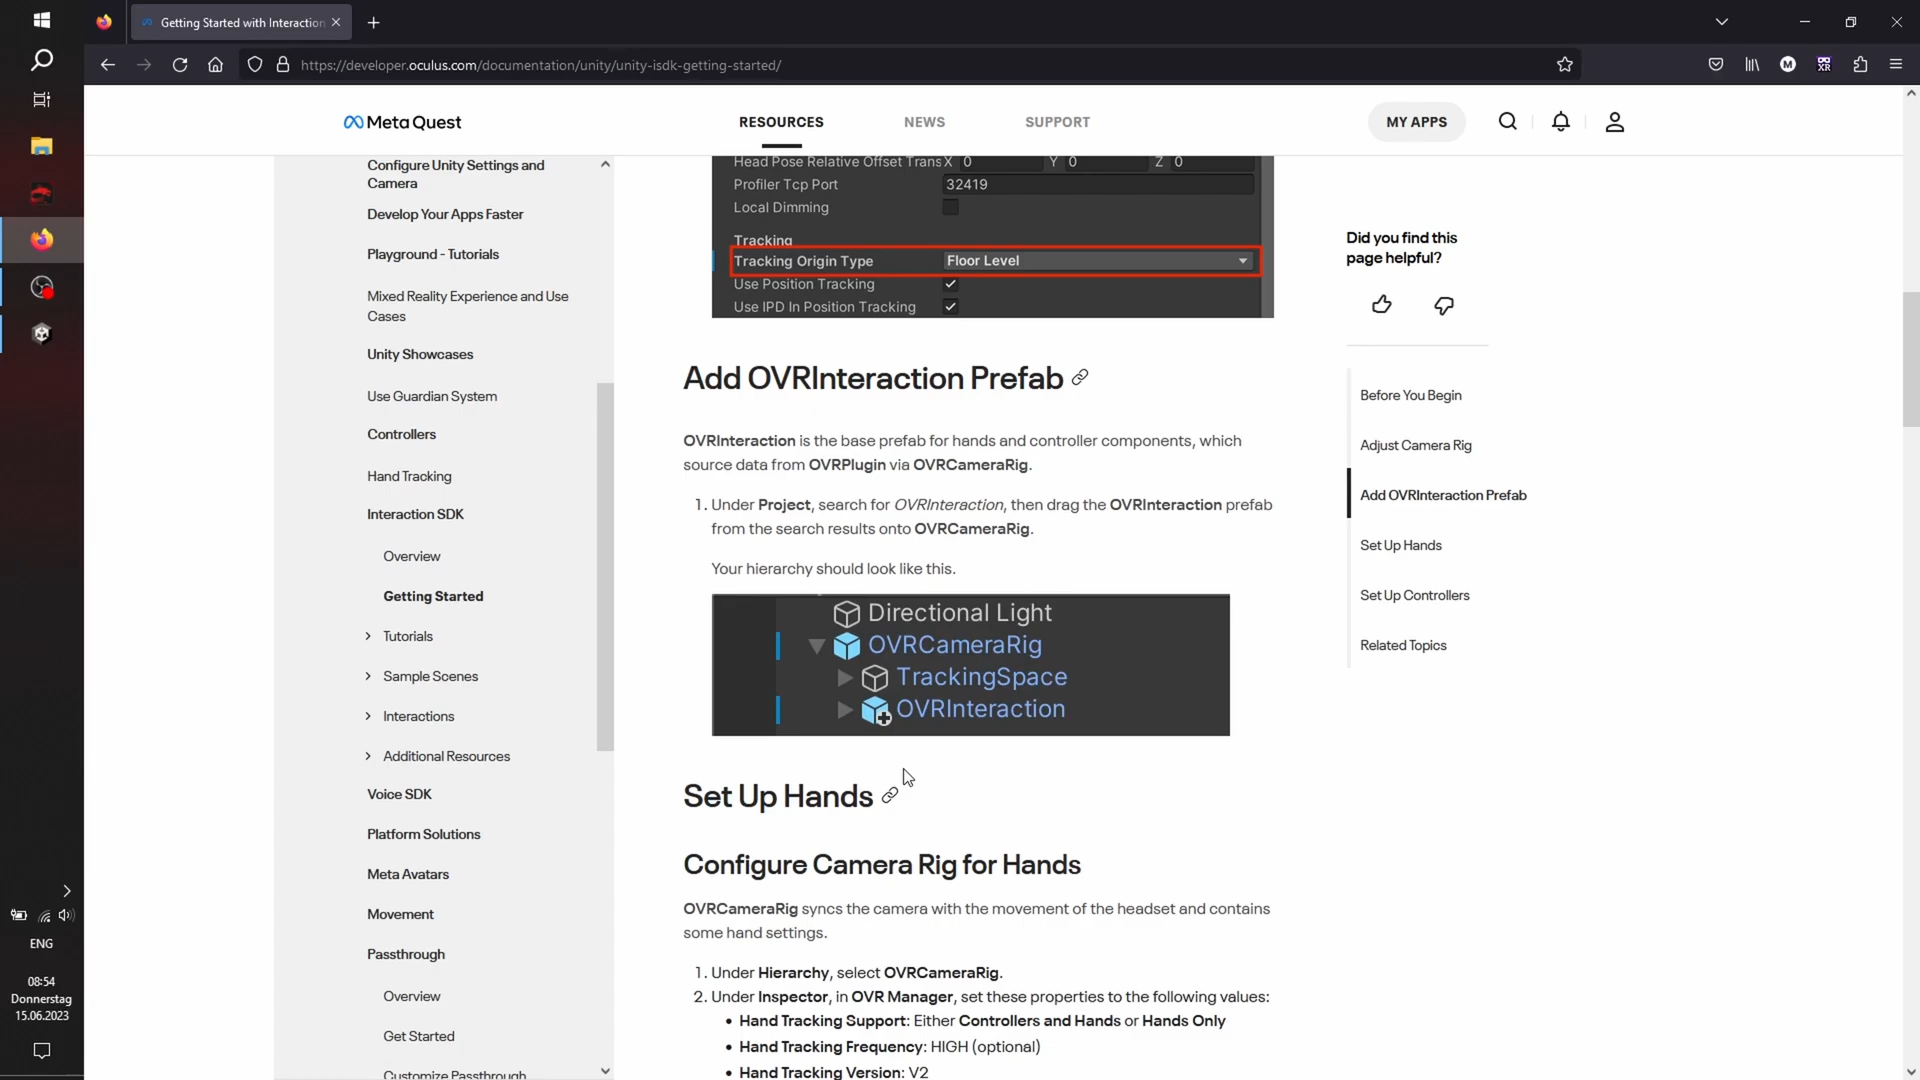 Getting Started with Interaction
https://developer.oculus.com/documentation/unity/unity-isdk-getting-started/
M
XR
Meta Quest
RESOURCES
NEWS
SUPPORT
MY APPS
Configure Unity Settings and
Camera
Develop Your Apps Faster
Playground - Tutorials
Mixed Reality Experience and Use
Cases
Unity Showcases
Use Guardian System
Controllers
Hand Tracking
Interaction SDK
Overview
Getting Started
Tutorials
Sample Scenes
Interactions
Additional Resources
Voice SDK
Platform Solutions
Meta Avatars
Movement
Passthrough
Overview
Get Started
Customize Passthrough
Head Pose Relative Offset Trans X 0 Y 0 Z 0
Profiler Tcp Port 32419
Local Dimming
Tracking
Tracking Origin Type Floor Level
Use Position Tracking
Use IPD In Position Tracking
Add OVRInteraction Prefab
OVRInteraction is the base prefab for hands and controller components, which
source data from OVRPlugin via OVRCameraRig.
1. Under Project, search for OVRInteraction, then drag the OVRInteraction prefab
from the search results onto OVRCameraRig.
Your hierarchy should look like this.
Directional Light
OVRCameraRig
TrackingSpace
OVRInteraction
Set Up Hands
Configure Camera Rig for Hands
OVRCameraRig syncs the camera with the movement of the headset and contains
some hand settings.
1. Under Hierarchy, select OVRCameraRig.
2. Under Inspector, in OVR Manager, set these properties to the following values:
• Hand Tracking Support: Either Controllers and Hands or Hands Only
• Hand Tracking Frequency: HIGH (optional)
• Hand Tracking Version: V2
Did you find this
page helpful?
Before You Begin
Adjust Camera Rig
Add OVRInteraction Prefab
Set Up Hands
Set Up Controllers
Related Topics
ENG
08:54
Donnerstag
15.06.2023